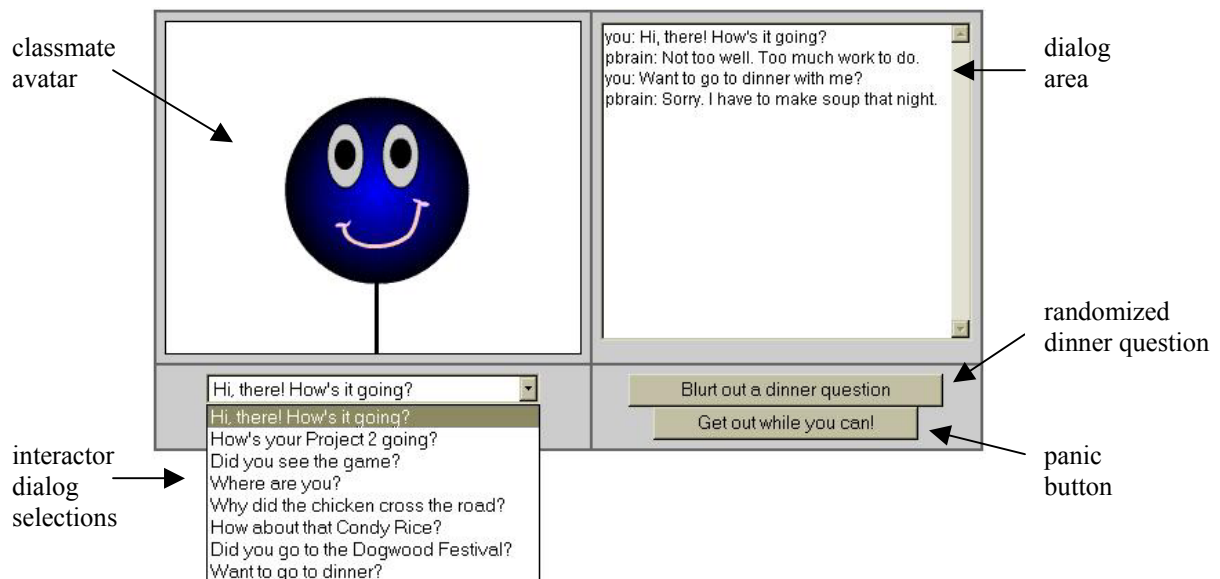 classmate
avatar
you: Hi, there! How's it going?
pbrain: Not too well. Too much work to do.
you: Want to go to dinner with me?
pbrain: Sorry. I have to make soup that night.
dialog
area
randomized
dinner question
Hi, there! How's it going?
Blurt out a dinner question
Hi, there! How's it going?
Get out while you can!
How's your Project 2 going?
Did you see the game?
Where are you?
Why did the chicken cross the road?
How about that Condy Rice?
Did you go to the Dogwood Festival?
Want to go to dinner?
interactor
dialog
selections
panic
button